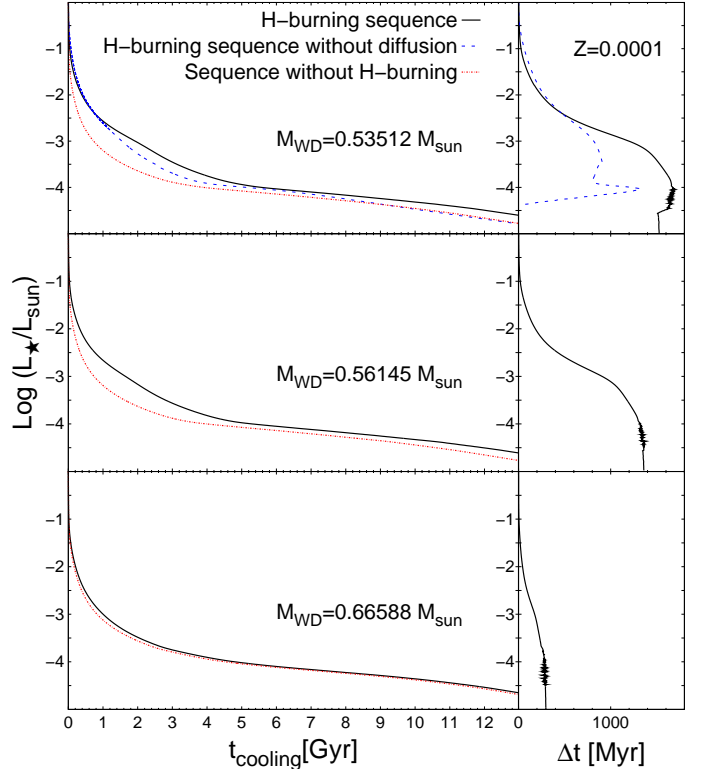 H−burning sequence
H−burning sequence without diffusion
Sequence without H−burning
Z=0.0001
−1
−2
−3
−4
M_WD=0.53512 M_sun
−1
−2
−3
−4
M_WD=0.56145 M_sun
Log (L_★/L_sun)
−1
−2
−3
−4
M_WD=0.66588 M_sun
0 1 2 3 4 5 6 7 8 9 10 11 12 0 1000
t_cooling[Gyr] Δt [Myr]